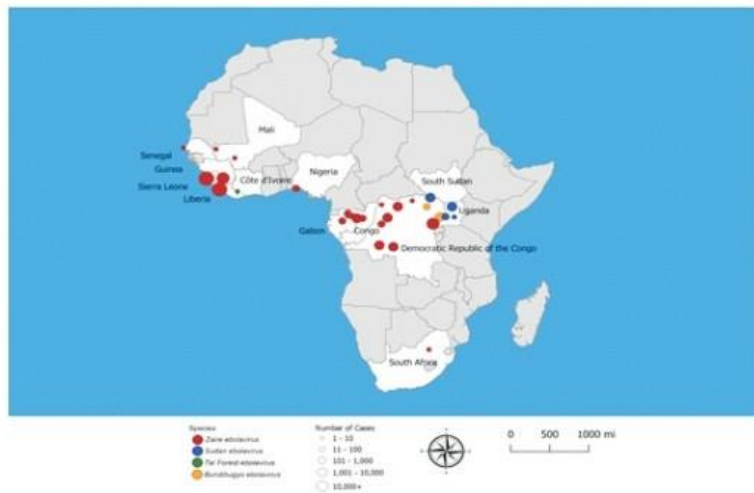 Mali
Senegal
Guinea
Nigeria
Côte d'Ivoire
Sierra Leone
Liberia
South Sudan
Uganda
Gabon
Congo
Democratic Republic of the Congo
South Africa
Species
Zaire ebolavirus
Sudan ebolavirus
Tai Forest ebolavirus
Bundibugyo ebolavirus
Number of Cases
1 - 10
11 - 100
101 - 1,000
1,001 - 10,000
10,000+
0 500 1000 mi